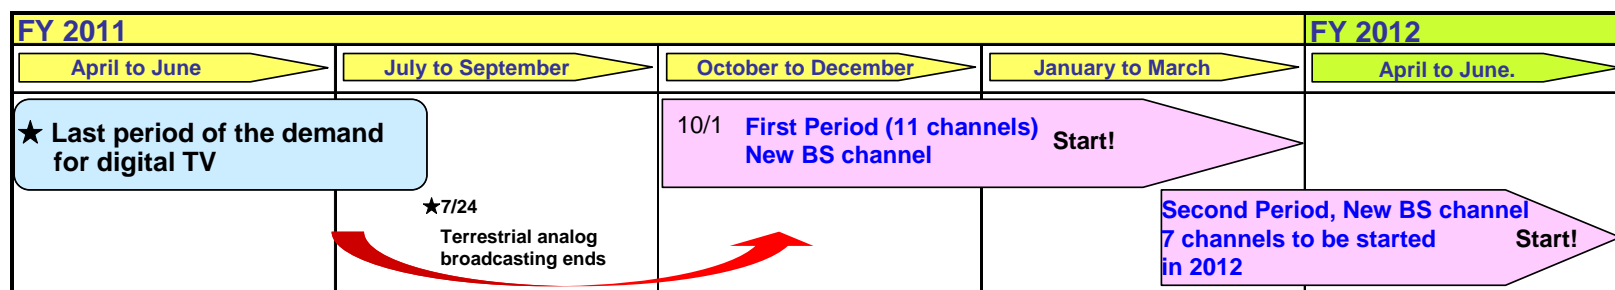 FY 2011
FY 2012
April to June
July to September
October to December
January to March
April to June.
★ Last period of the demand
for digital TV
10/1
First Period (11 channels)
New BS channel
Start!
★7/24
Terrestrial analog
broadcasting ends
Second Period, New BS channel
7 channels to be started
in 2012
Start!